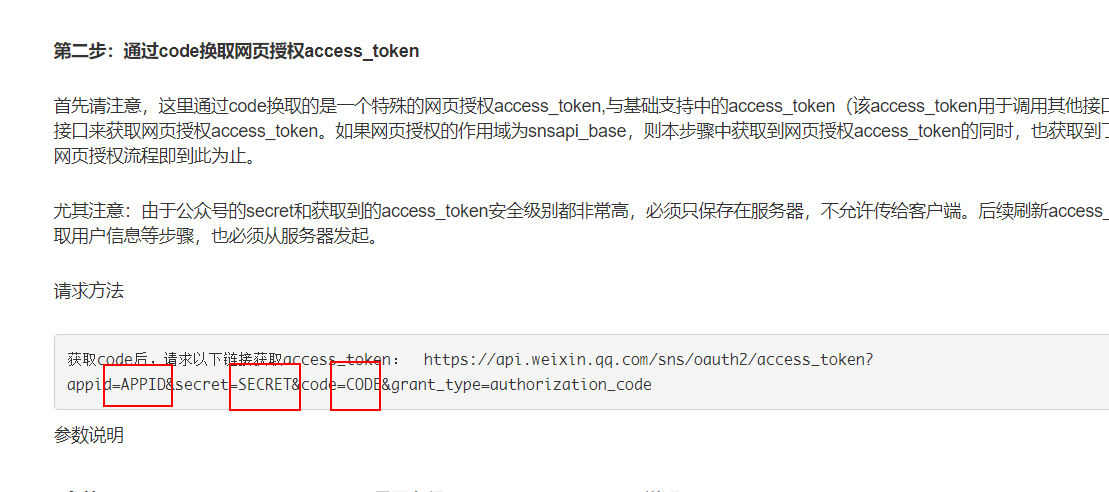 第二步：通过code换取网页授权access_token
首先请注意，这里通过code换取的是一个特殊的网页授权access_token,与基础支持中的access_token（该access_token用于调用其他接口
接口来获取网页授权access_token。如果网页授权的作用域为snsapi_base，则本步骤中获取到网页授权access_token的同时，也获取到了
网页授权流程即到此为止。
尤其注意：由于公众号的secret和获取到的access_token安全级别都非常高，必须只保存在服务器，不允许传给客户端。后续刷新access_
取用户信息等步骤，也必须从服务器发起。
请求方法
获取code后，请求以下链接获取access_token： https://api.weixin.qq.com/sns/oauth2/access_token?
appid=APPID&secret=SECRET&code=CODE&grant_type=authorization_code
参数说明